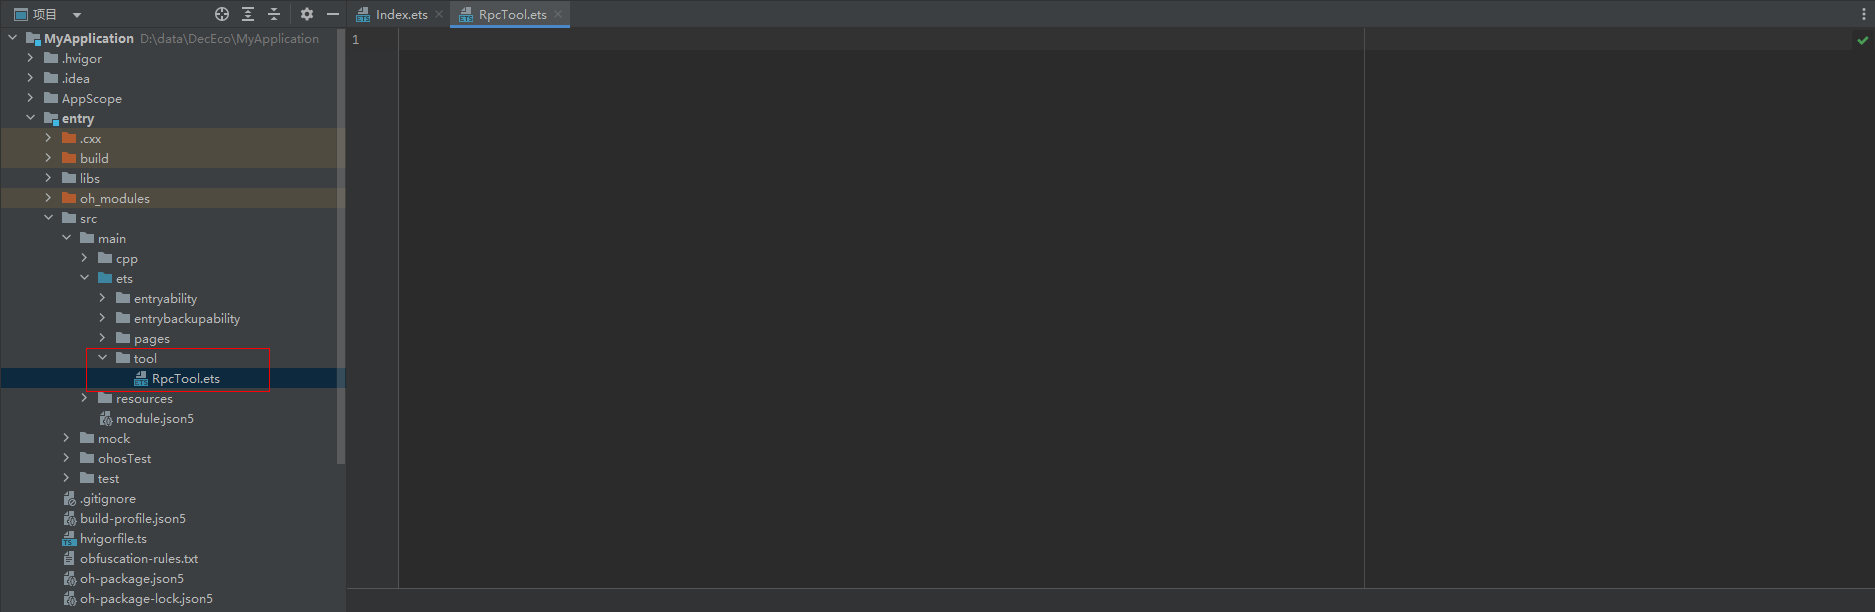 项目
Index.ets
RpcTool.ets
MyApplication D:\data\DecEco\MyApplication
1
.hvigor
.idea
AppScope
entry
.cxx
build
libs
oh_modules
src
main
cpp
ets
entryability
entrybackupability
pages
tool
RpcTool.ets
resources
module.json5
mock
ohosTest
test
.gitignore
build-profile.json5
hvigorfile.ts
obfuscation-rules.txt
oh-package.json5
oh-package-lock.json5